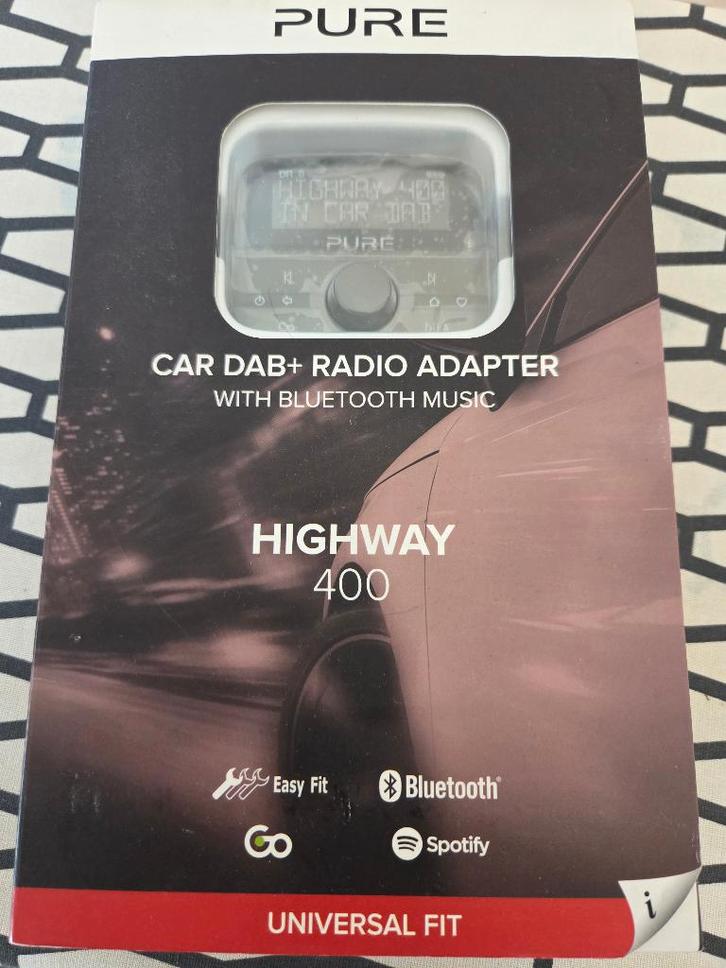 PURE
HIGHWAY 400
IN CAR DAB
PURE
CAR DAB+ RADIO ADAPTER
WITH BLUETOOTH MUSIC
HIGHWAY
400
Easy Fit
Bluetooth®
Go
Spotify
UNIVERSAL FIT
i